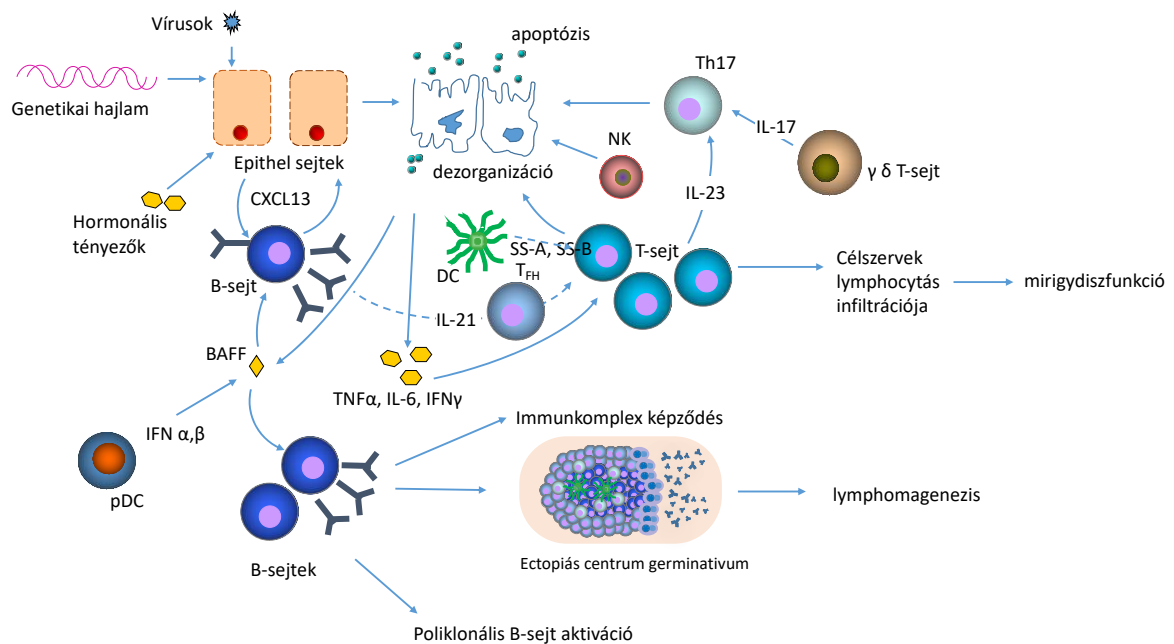 Vírusok
apoptózis
Th17
Genetikai hajlam
IL-17
NK
Epithel sejtek
dezorganizáció
γ δ T-sejt
CXCL13
IL-23
Hormonális
tényezők
SS-A, SS-B
T-sejt
DC
TFH
B-sejt
Célszervek
lymphocytás
infiltrációja
mirigydiszfunkció
IL-21
BAFF
TNFα, IL-6, IFNγ
IFN α,β
Immunkomplex képződés
pDC
lymphomagenezis
Ectopiás centrum germinativum
B-sejtek
Poliklonális B-sejt aktiváció